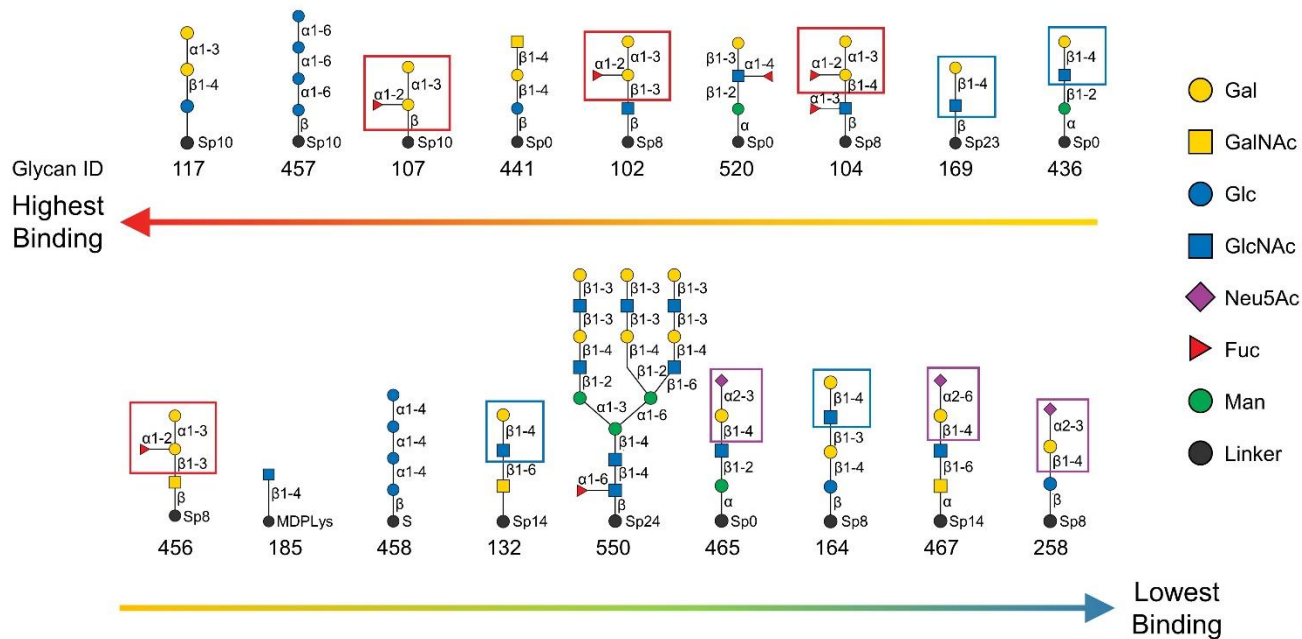 α1-3
β1-4
Sp10
117
α1-6
α1-6
α1-6
β
Sp10
457
α1-2
α1-3
β
Sp10
107
β1-4
β1-4
β
Sp0
441
α1-3
α1-2
β1-3
β
Sp8
102
β1-3
α1-4
β1-2
α
Sp0
520
α1-3
α1-2
β1-4
α1-3
β
Sp8
104
β1-4
β
Sp23
169
β1-4
β1-2
α
Sp0
436
Glycan ID
Highest
Binding
Gal
GalNAc
Glc
GlcNAc
Neu5Ac
Fuc
Man
Linker
α1-3
α1-2
β1-3
β
Sp8
456
β1-4
MDPLys
185
α1-4
α1-4
α1-4
β
S
458
β1-4
β1-6
Sp14
132
β1-3 β1-3 β1-3
β1-3 β1-3 β1-3
β1-4 β1-4 β1-4
β1-2 β1-2 β1-6
α1-3 α1-6
β1-4
β1-4
α1-6
β
Sp24
550
α2-3
β1-4
β1-2
α
Sp0
465
β1-4
β1-3
β1-4
β
Sp8
164
α2-6
β1-4
β1-6
α
Sp14
467
α2-3
β1-4
β
Sp8
258
Lowest
Binding